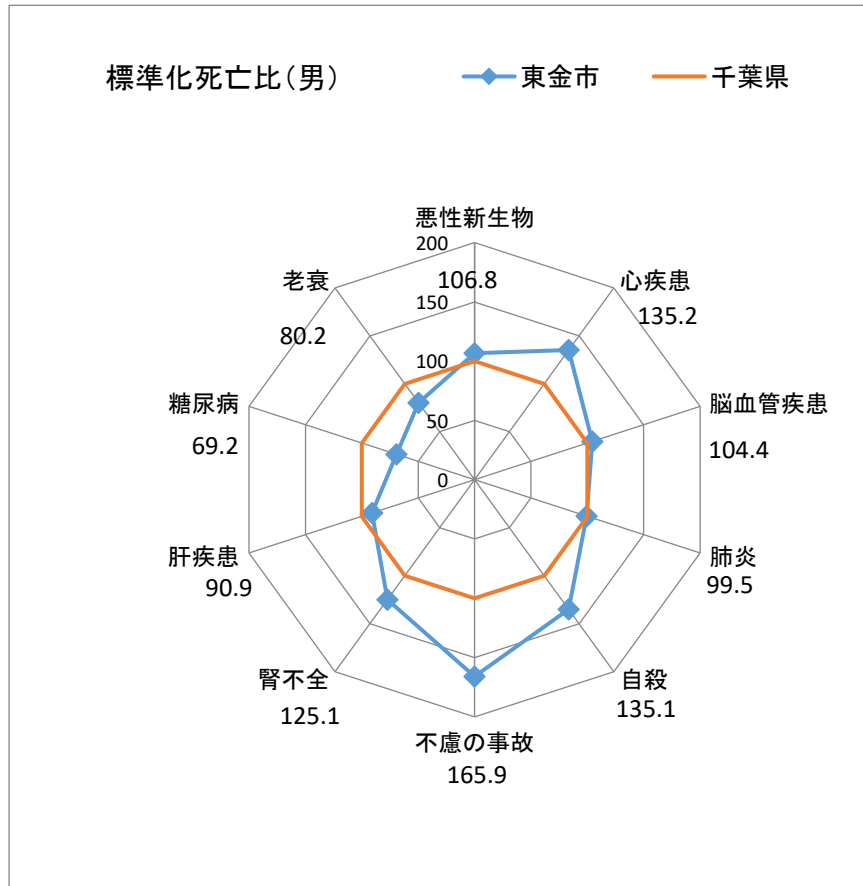 標準化死亡比(男)
東金市
千葉県
悪性新生物
106.8
心疾患
135.2
脳血管疾患
104.4
肺炎
99.5
自殺
135.1
不慮の事故
165.9
腎不全
125.1
肝疾患
90.9
糖尿病
69.2
老衰
80.2
200
150
100
50
0